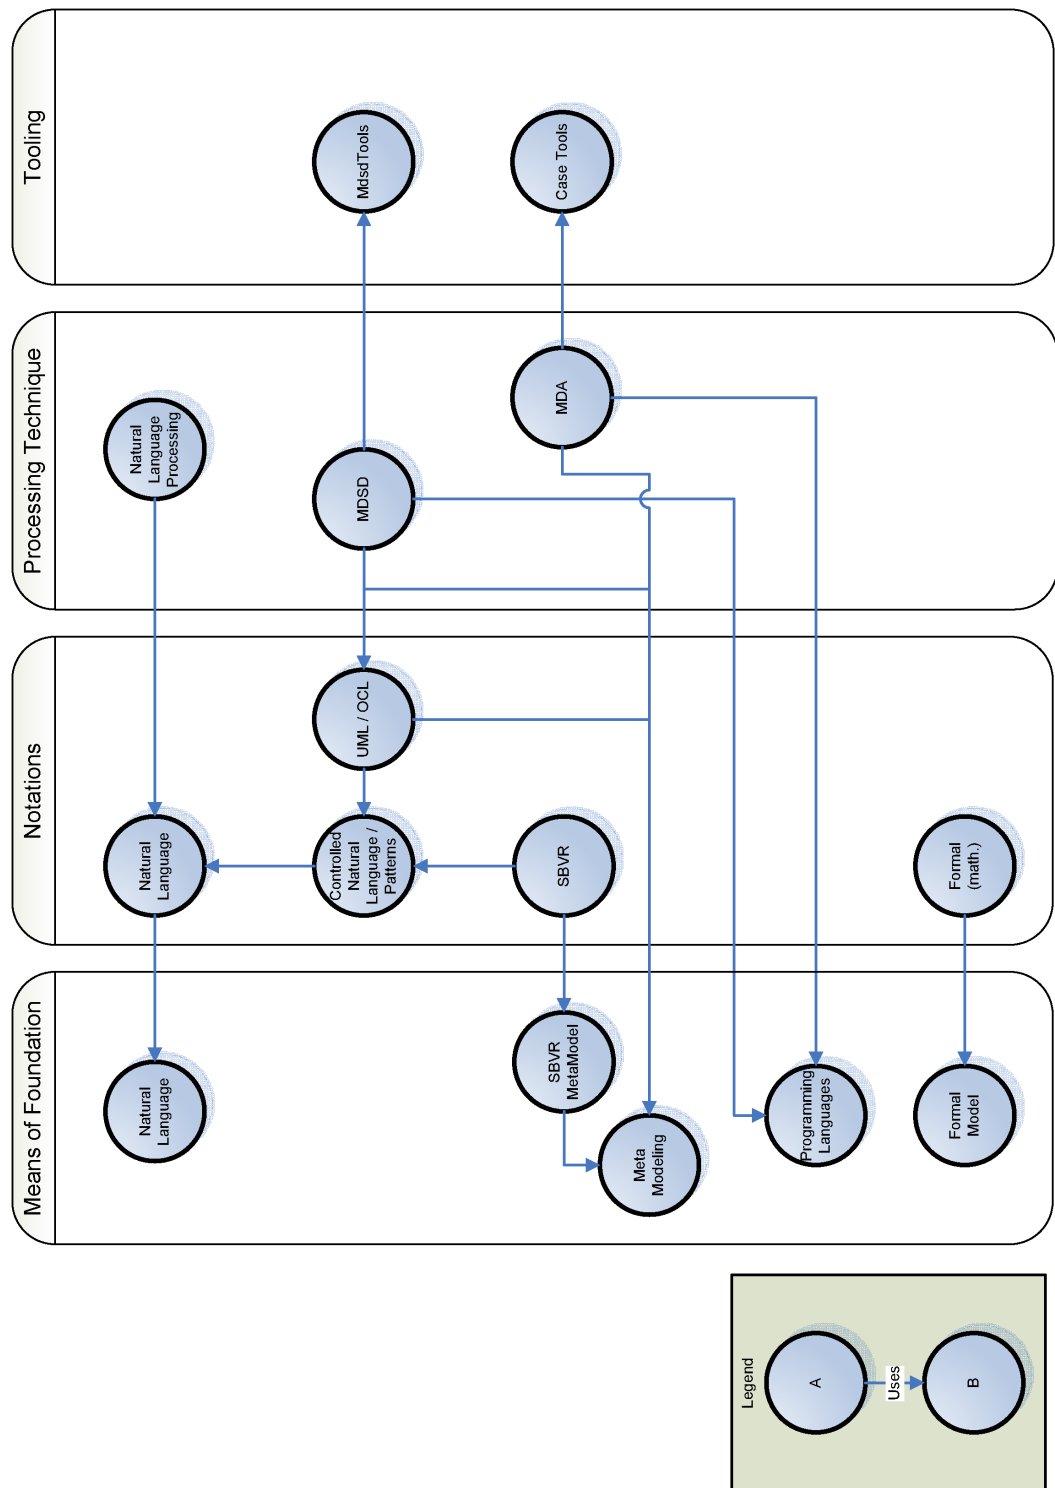 Tooling
MdsdTools
Case Tools
Processing Technique
Natural
Language
Processing
MDSD
MDA
Notations
Natural
Language
Controlled
Natural
Language /
Patterns
UML / OCL
SBVR
Formal
(math.)
Means of Foundation
Natural
Language
SBVR
MetaModel
Meta
Modeling
Programming
Languages
Formal
Model
Legend
A
Uses
B